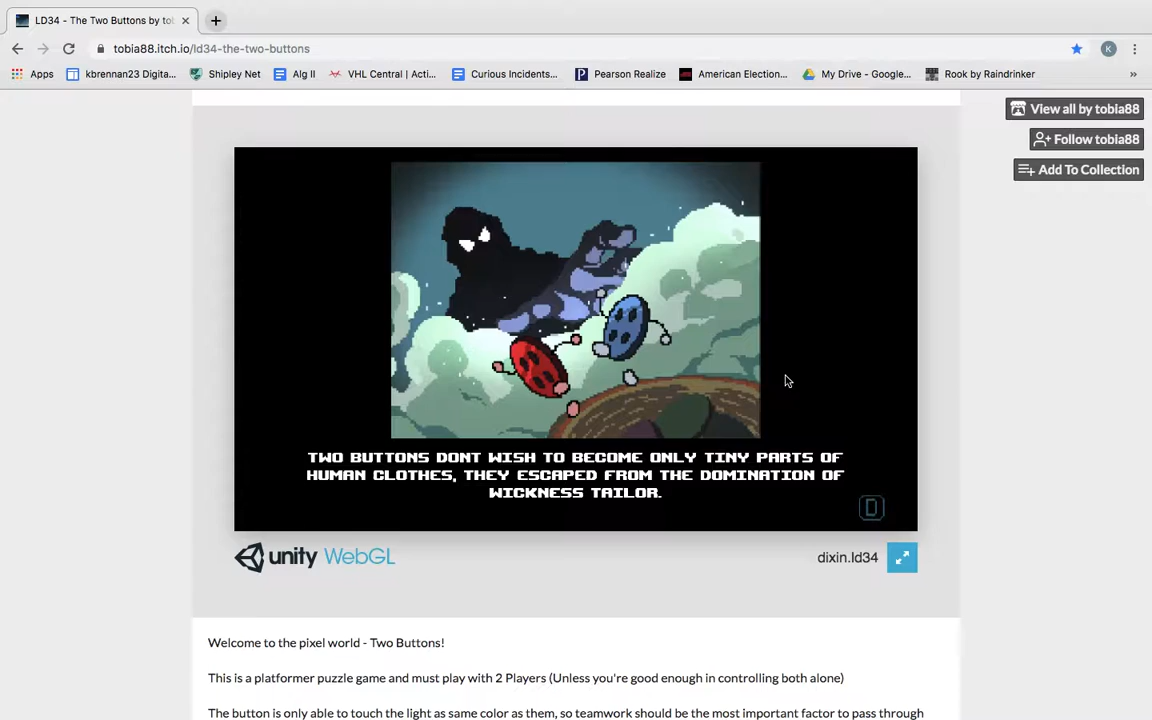 LD34 - The Two Buttons by tob
tobia88.itch.io/ld34-the-two-buttons
K
Apps
kbrennan23 Digita...
Shipley Net
Alg II
VHL Central | Acti...
Curious Incidents...
Pearson Realize
American Election...
My Drive - Google...
Rook by Raindrinker
»
View all by tobia88
Follow tobia88
Add To Collection
TWO BUTTONS DONT WISH TO BECOME ONLY TINY PARTS OF
HUMAN CLOTHES, THEY ESCAPED FROM THE DOMINATION OF
WICKNESS TAILOR.
D
unity WebGL
dixin.ld34
Welcome to the pixel world - Two Buttons!
This is a platformer puzzle game and must play with 2 Players (Unless you're good enough in controlling both alone)
The button is only able to touch the light as same color as them, so teamwork should be the most important factor to pass through